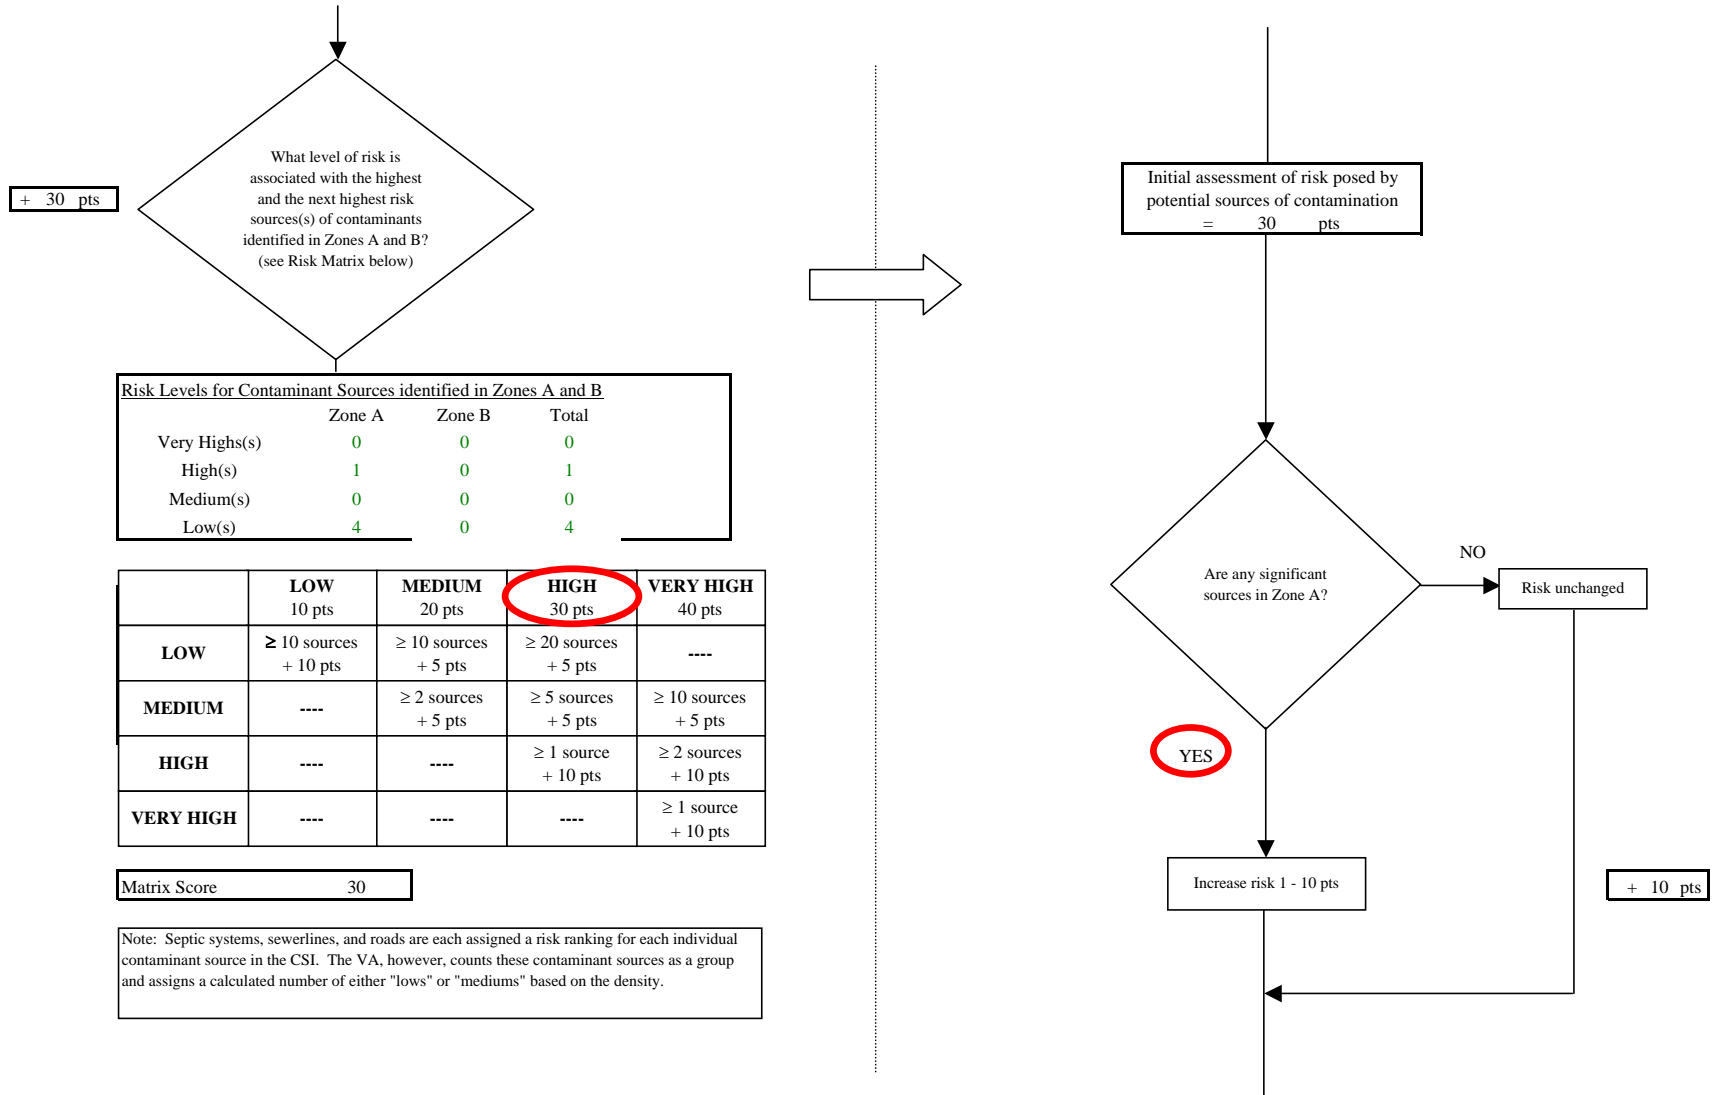 What level of risk is
associated with the highest
and the next highest risk
sources(s) of contaminants
identified in Zones A and B?
(see Risk Matrix below)
+ 30 pts
Risk Levels for Contaminant Sources identified in Zones A and B
Zone A Zone B Total
Very Highs(s) 0 0 0
High(s) 1 0 1
Medium(s) 0 0 0
Low(s) 4 0 4
LOW MEDIUM HIGH VERY HIGH
10 pts 20 pts 30 pts 40 pts
LOW ≥ 10 sources ≥ 10 sources ≥ 20 sources ----
+ 10 pts + 5 pts + 5 pts
MEDIUM ---- ≥ 2 sources ≥ 5 sources ≥ 10 sources
+ 5 pts + 5 pts + 5 pts
HIGH ---- ---- ≥ 1 source ≥ 2 sources
+ 10 pts + 10 pts
VERY HIGH ---- ---- ---- ≥ 1 source
+ 10 pts
Matrix Score 30
Note: Septic systems, sewerlines, and roads are each assigned a risk ranking for each individual
contaminant source in the CSI. The VA, however, counts these contaminant sources as a group
and assigns a calculated number of either "lows" or "mediums" based on the density.
Initial assessment of risk posed by
potential sources of contamination
= 30 pts
Are any significant
sources in Zone A?
NO
Risk unchanged
YES
Increase risk 1 - 10 pts
+ 10 pts